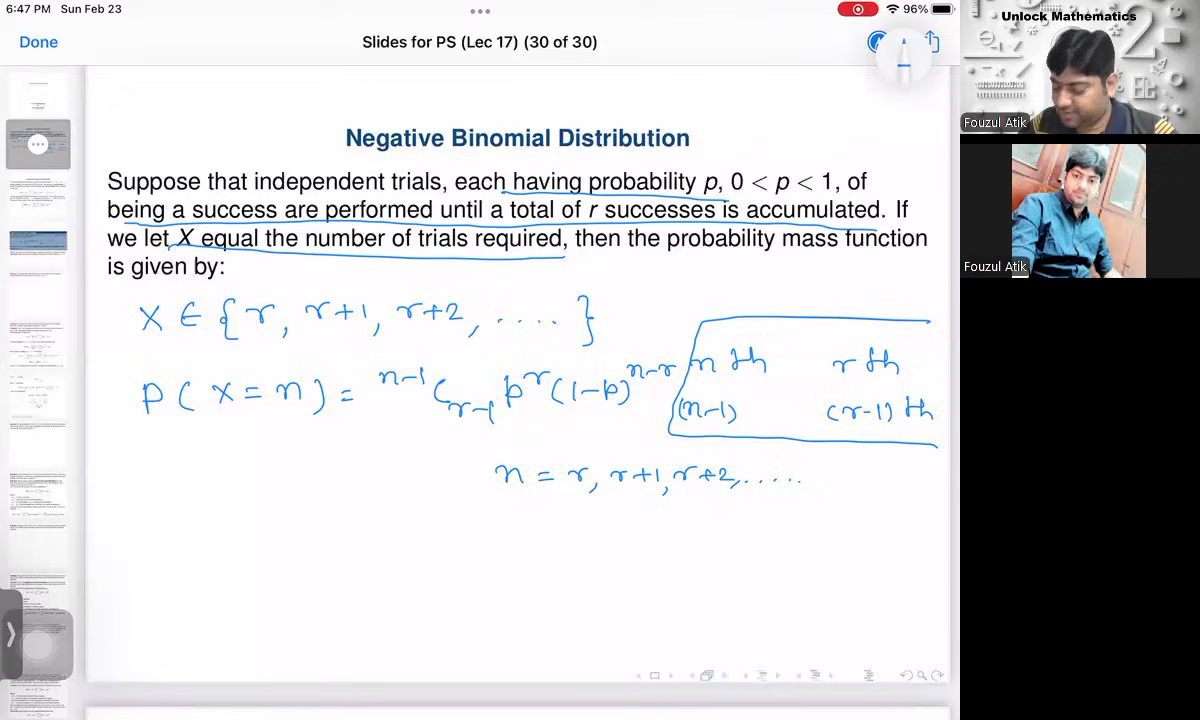 6:47 PM Sun Feb 23
96%
Done
Slides for PS (Lec 17) (30 of 30)
Unlock Mathematics
Fouzul Atik
Fouzul Atik
Negative Binomial Distribution
Suppose that independent trials, each having probability p, 0 < p < 1, of
being a success are performed until a total of r successes is accumulated. If
we let X equal the number of trials required, then the probability mass function
is given by:
X ∈ {r, r+1, r+2, ....}
P(X=n) = ⁿ⁻¹Cᵣ₋₁ pʳ(1-p)ⁿ⁻ʳ
nth rth
(n-1) (r-1)th
n = r, r+1, r+2, .....